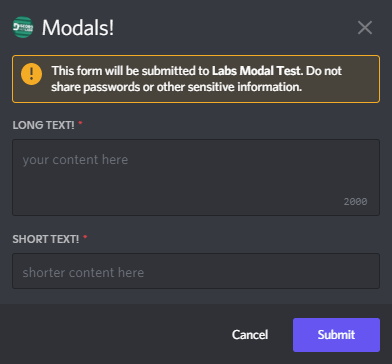 Modals!
This form will be submitted to Labs Modal Test. Do not
share passwords or other sensitive information.
LONG TEXT! *
your content here
2000
SHORT TEXT! *
shorter content here
Cancel
Submit